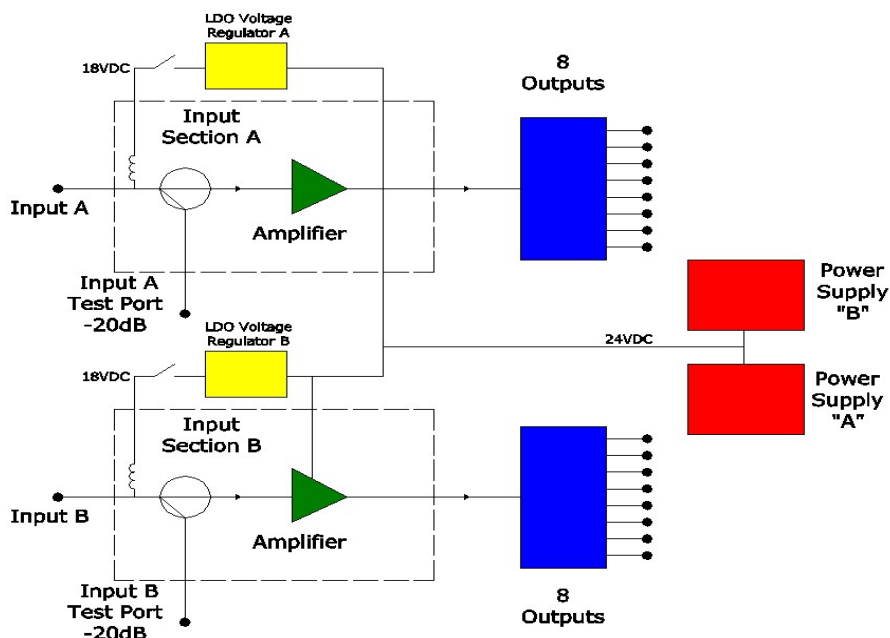 LDO Voltage
Regulator A
18VDC
8
Outputs
Input
Section A
Input A
Amplifier
Input A
Test Port
-20dB
Power
Supply
"B"
LDO Voltage
Regulator B
24VDC
18VDC
Power
Supply
"A"
Input
Section B
Input B
Amplifier
Input B
Test Port
-20dB
8
Outputs